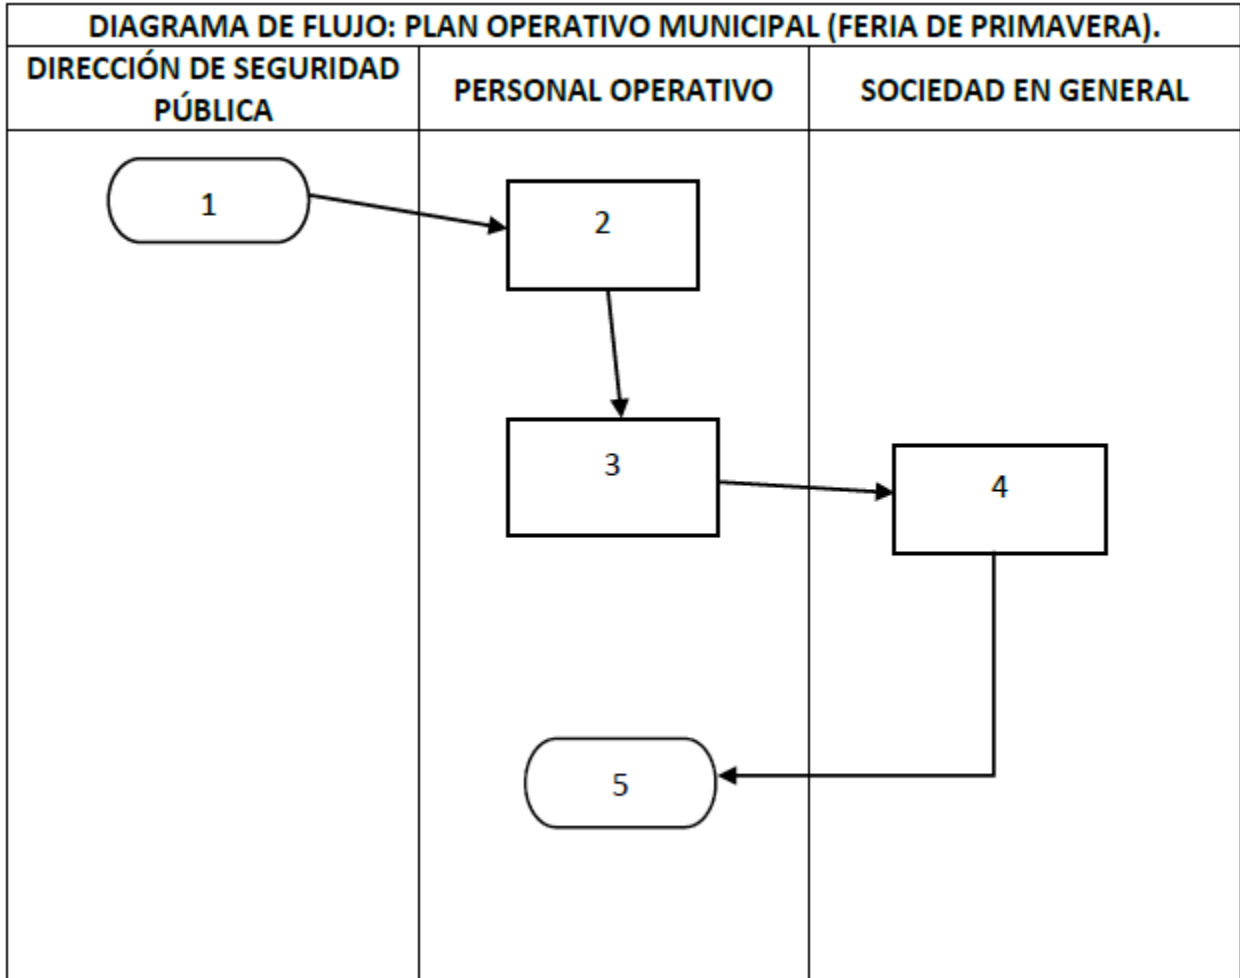 DIAGRAMA DE FLUJO: PLAN OPERATIVO MUNICIPAL (FERIA DE PRIMAVERA).
DIRECCIÓN DE SEGURIDAD
PÚBLICA
PERSONAL OPERATIVO
SOCIEDAD EN GENERAL
1
2
3
4
5